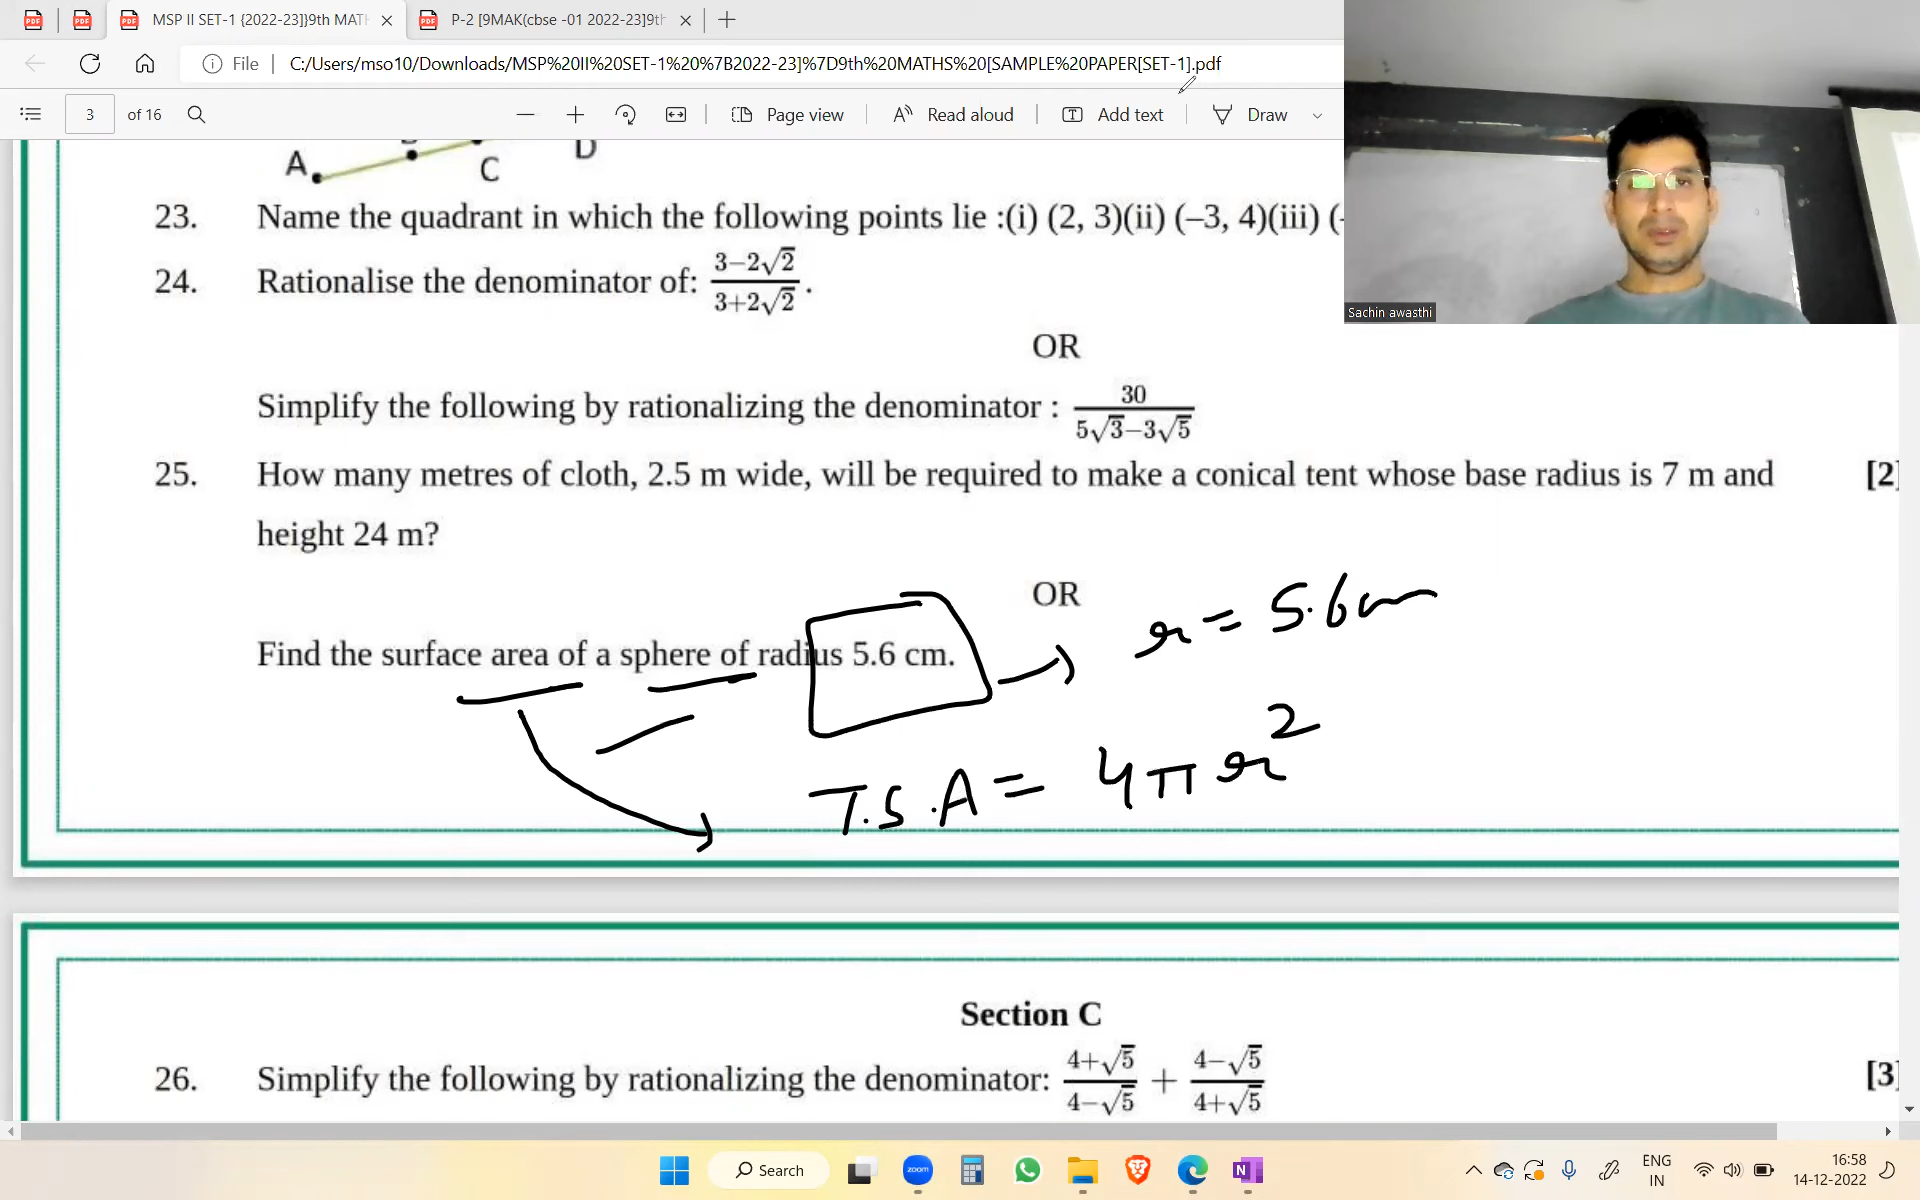 MSP II SET-1 {2022-23]}9th MATH
P-2 [9MAK(cbse -01 2022-23]9th
File
C:/Users/mso10/Downloads/MSP%20II%20SET-1%20%7B2022-23]%7D9th%20MATHS%20[SAMPLE%20PAPER[SET-1].pdf
3 of 16
Page view
Read aloud
Add text
Draw
Sachin awasthi
A
C
D
23. Name the quadrant in which the following points lie :(i) (2, 3)(ii) (–3, 4)(iii) (-
24. Rationalise the denominator of: (3−2√2)/(3+2√2).
OR
Simplify the following by rationalizing the denominator : 30/(5√3−3√5)
25. How many metres of cloth, 2.5 m wide, will be required to make a conical tent whose base radius is 7 m and [2]
height 24 m?
OR
r = 5.6cm
Find the surface area of a sphere of radius 5.6 cm.
T.S.A = 4πr²
Section C
26. Simplify the following by rationalizing the denominator: (4+√5)/(4−√5) + (4−√5)/(4+√5) [3]
Search
zoom
ENG
IN
16:58
14-12-2022